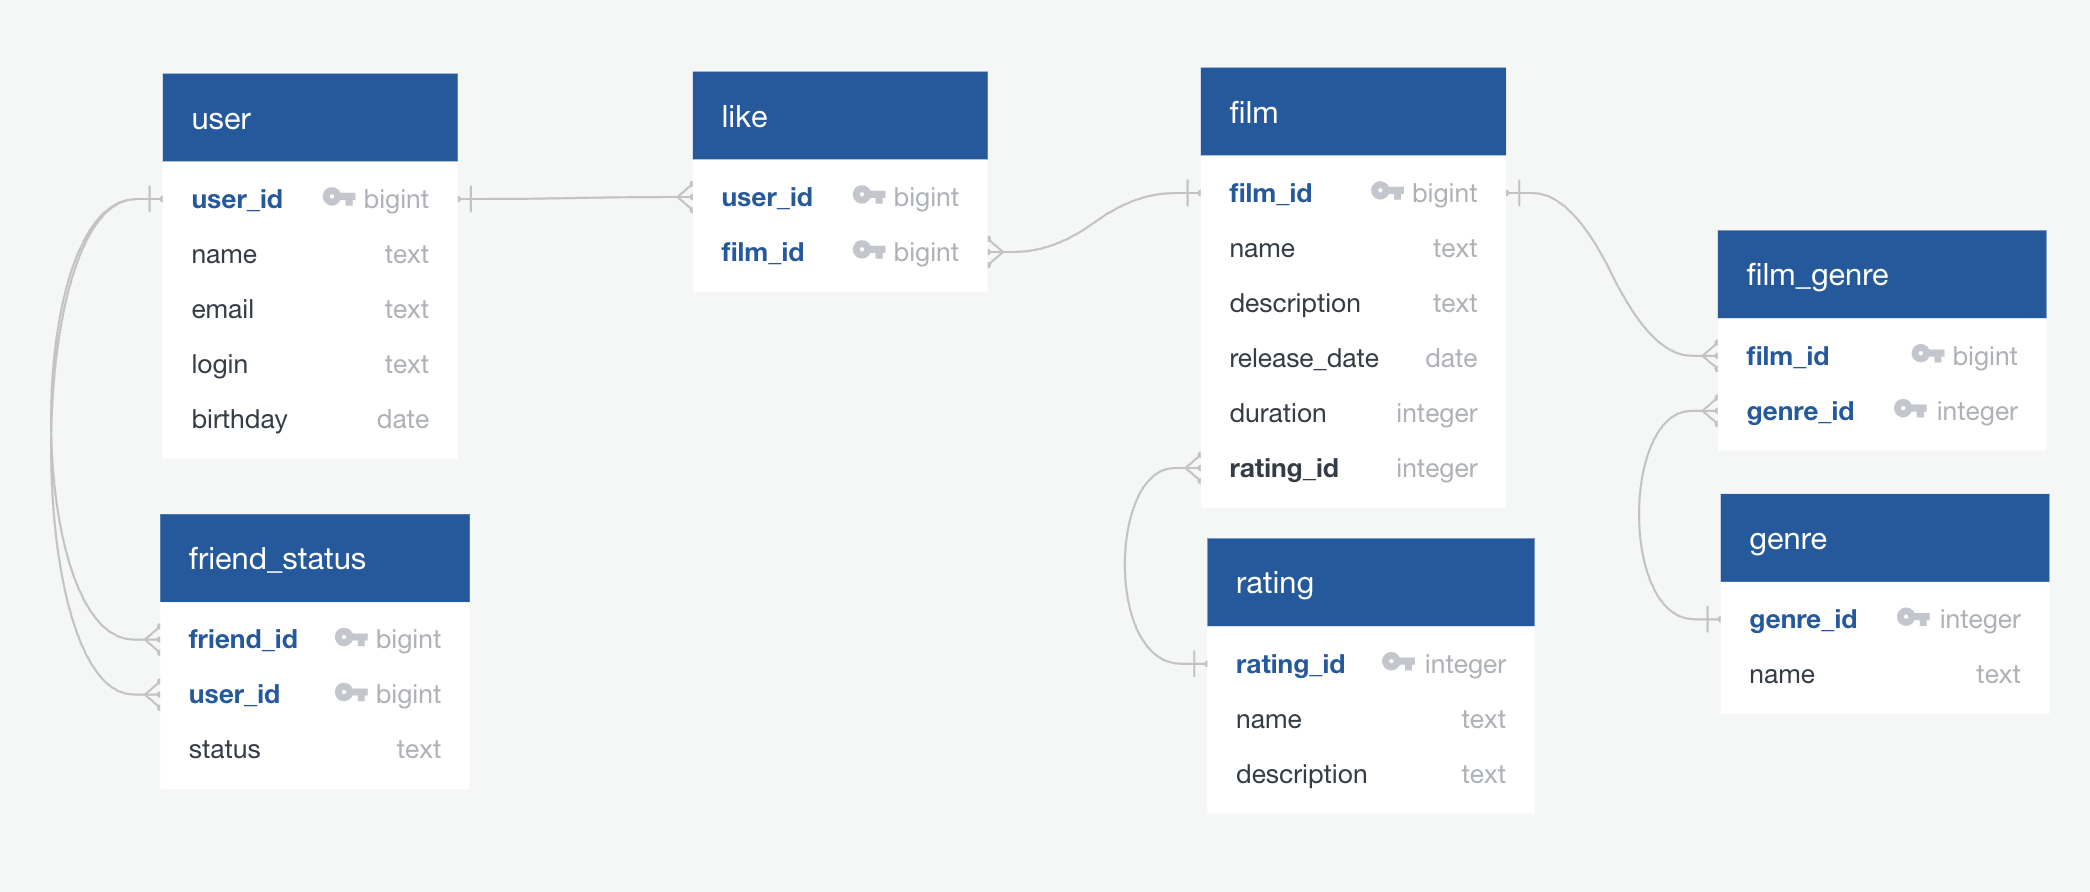 user
user_id bigint
name text
email text
login text
birthday date
friend_status
friend_id bigint
user_id bigint
status text
like
user_id bigint
film_id bigint
film
film_id bigint
name text
description text
release_date date
duration integer
rating_id integer
rating
rating_id integer
name text
description text
film_genre
film_id bigint
genre_id integer
genre
genre_id integer
name text